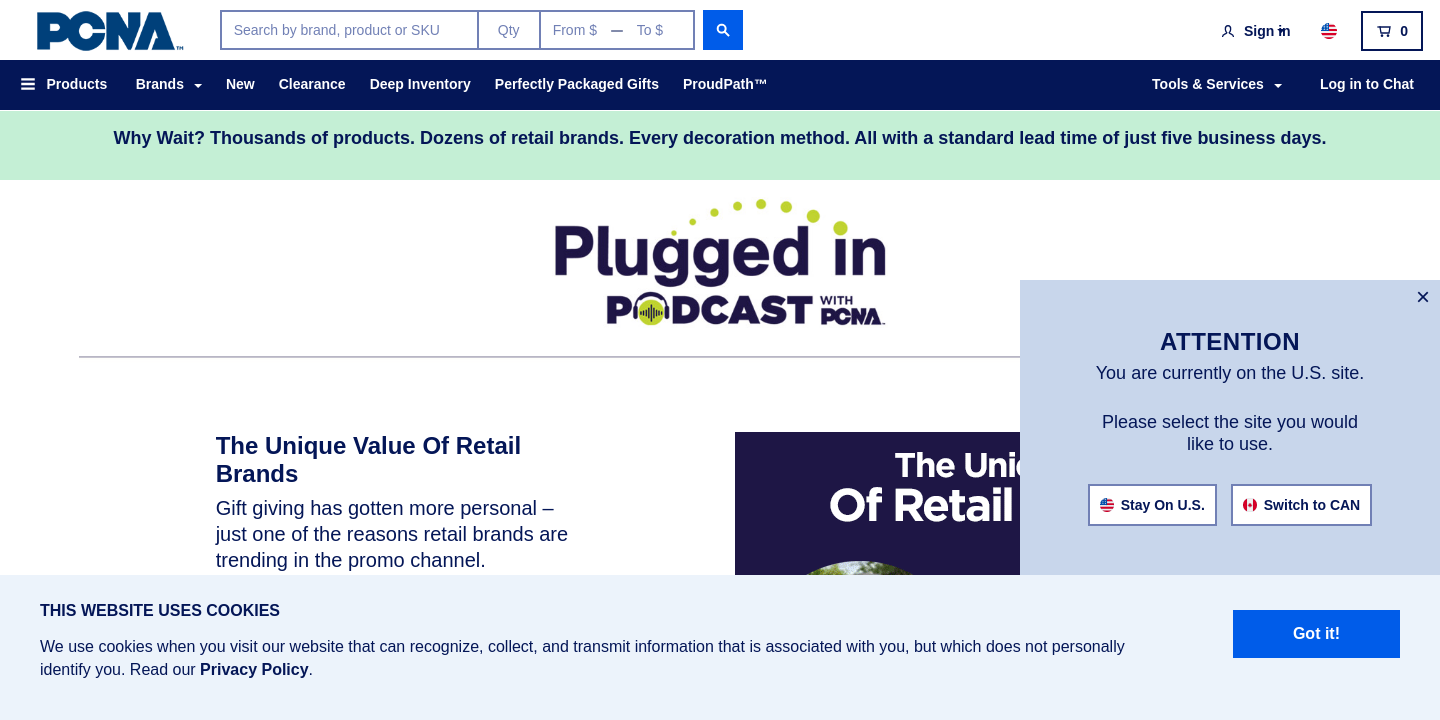 PCNA™
Search by brand, product or SKU
Qty
From $ — To $
Sign in
0
Products
Brands
New
Clearance
Deep Inventory
Perfectly Packaged Gifts
ProudPath™
Tools & Services
Log in to Chat
Why Wait? Thousands of products. Dozens of retail brands. Every decoration method. All with a standard lead time of just five business days.
Plugged in
PODCAST WITH PCNA™
×
ATTENTION
You are currently on the U.S. site.
Please select the site you would
like to use.
Stay On U.S.
Switch to CAN
The Unique Value Of Retail
Brands
Gift giving has gotten more personal –
just one of the reasons retail brands are
trending in the promo channel.
The
Of Retail
THIS WEBSITE USES COOKIES
We use cookies when you visit our website that can recognize, collect, and transmit information that is associated with you, but which does not personally
identify you. Read our Privacy Policy.
Got it!